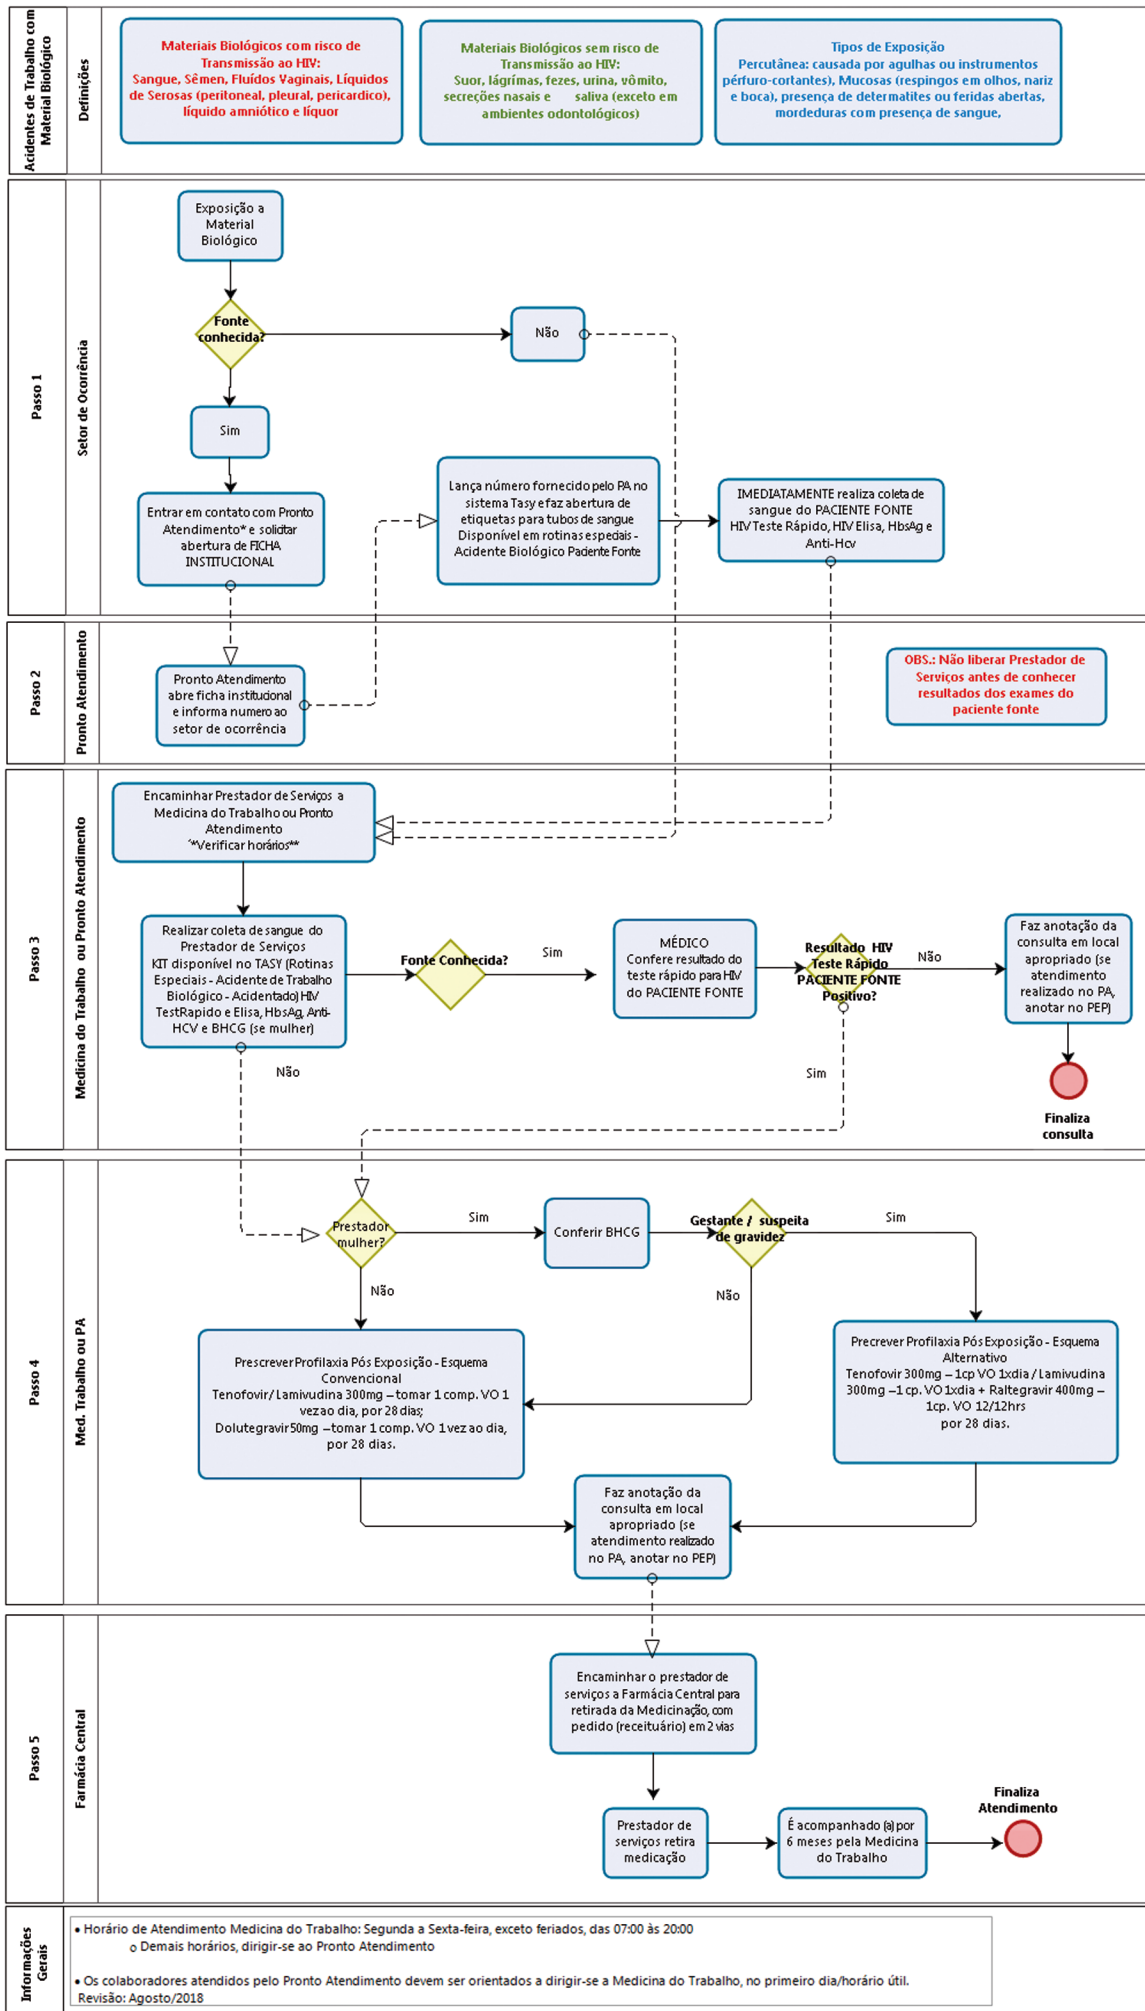 Acidentes de Trabalho com
Material Biológico
Definições
Materiais Biológicos com risco de
Transmissão ao HIV:
Sangue, Sêmen, Fluídos Vaginais, Líquidos
de Serosas (peritoneal, pleural, pericardico),
líquido amniótico e líquor
Materiais Biológicos sem risco de
Transmissão ao HIV:
Suor, lágrímas, fezes, urina, vômito,
secreções nasais e saliva (exceto em
ambientes odontológicos)
Tipos de Exposição
Percutânea: causada por agulhas ou instrumentos
pérfuro-cortantes), Mucosas (respingos em olhos, nariz
e boca), presença de determatites ou feridas abertas,
mordeduras com presença de sangue,
Passo 1
Setor de Ocorrência
Exposição a
Material
Biológico
Fonte
conhecida?
Não
Sim
Entrar em contato com Pronto
Atendimento* e solicitar
abertura de FICHA
INSTITUCIONAL
Lança número fornecido pelo PA no
sistema Tasy e faz abertura de
etiquetas para tubos de sangue
Disponível em rotinas especiais -
Acidente Biológico Paciente Fonte
IMEDIATAMENTE realiza coleta de
sangue do PACIENTE FONTE
HIV Teste Rápido, HIV Elisa, HbsAg e
Anti-Hcv
Passo 2
Pronto Atendimento
Pronto Atendimento
abre ficha institucional
e informa numero ao
setor de ocorrência
OBS.: Não liberar Prestador de
Serviços antes de conhecer
resultados dos exames do
paciente fonte
Passo 3
Medicina do Trabalho ou Pronto Atendimento
Encaminhar Prestador de Serviços a
Medicina do Trabalho ou Pronto
Atendimento
**Verificar horários**
Realizar coleta de sangue do
Prestador de Serviços
KIT disponível no TASY (Rotinas
Especiais - Acidente de Trabalho
Biológico - Acidentado) HIV
TestRapido e Elisa, HbsAg, Anti-
HCV e BHCG (se mulher)
Fonte Conhecida?
Sim
MÉDICO
Confere resultado do
teste rápido para HIV
do PACIENTE FONTE
Resultado HIV
Teste Rápido
PACIENTE FONTE
Positivo?
Não
Faz anotação da
consulta em local
apropriado (se
atendimento
realizado no PA,
anotar no PEP)
Não
Sim
Finaliza
consulta
Passo 4
Med. Trabalho ou PA
Prestador
mulher?
Sim
Conferir BHCG
Gestante / suspeita
de gravidez
Sim
Não
Não
Prescrever Profilaxia Pós Exposição - Esquema
Convencional
Tenofovir/ Lamivudina 300mg – tomar 1 comp. VO 1
vez ao dia, por 28 dias;
Dolutegravir 50mg – tomar 1 comp. VO 1 vez ao dia,
por 28 dias.
Precrever Profilaxia Pós Exposição - Esquema
Alternativo
Tenofovir 300mg – 1cp VO 1xdia / Lamivudina
300mg –1 cp. VO 1xdia + Raltegravir 400mg –
1cp. VO 12/12hrs
por 28 dias.
Faz anotação da
consulta em local
apropriado (se
atendimento realizado
no PA, anotar no PEP)
Passo 5
Farmácia Central
Encaminhar o prestador de
serviços a Farmácia Central para
retirada da Medicinação, com
pedido (receituário) em 2 vias
Prestador de
serviços retira
medicação
É acompanhado (a) por
6 meses pela Medicina
do Trabalho
Finaliza
Atendimento
Informações
Gerais
• Horário de Atendimento Medicina do Trabalho: Segunda a Sexta-feira, exceto feriados, das 07:00 às 20:00
o Demais horários, dirigir-se ao Pronto Atendimento
• Os colaboradores atendidos pelo Pronto Atendimento devem ser orientados a dirigir-se a Medicina do Trabalho, no primeiro dia/horário útil.
Revisão: Agosto/2018